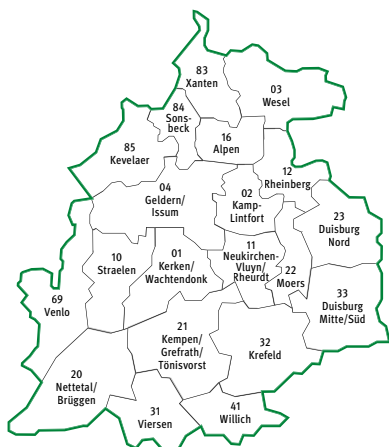 83
Xanten
03
Wesel
84
Sons-
beck
16
Alpen
85
Kevelaer
12
Rheinberg
04
Geldern/
Issum
02
Kamp-
Lintfort
23
Duisburg
Nord
10
Straelen
01
Kerken/
Wachtendonk
11
Neukirchen-
Vluyn/
Rheurdt
22
Moers
69
Venlo
33
Duisburg
Mitte/Süd
21
Kempen/
Grefrath/
Tönisvorst
32
Krefeld
20
Nettetal/
Brüggen
31
Viersen
41
Willich